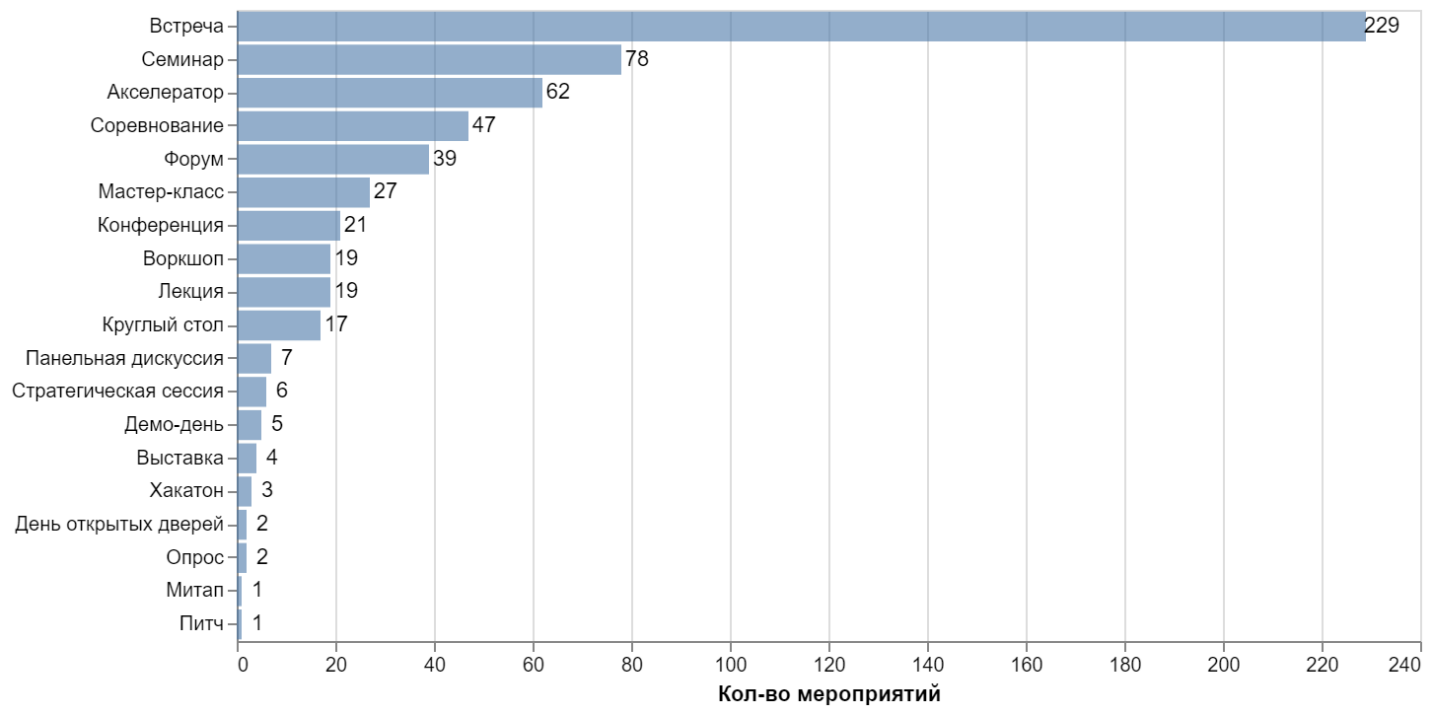 Встреча 229
Семинар 78
Акселератор 62
Соревнование 47
Форум 39
Мастер-класс 27
Конференция 21
Воркшоп 19
Лекция 19
Круглый стол 17
Панельная дискуссия 7
Стратегическая сессия 6
Демо-день 5
Выставка 4
Хакатон 3
День открытых дверей 2
Опрос 2
Митап 1
Питч 1
0 20 40 60 80 100 120 140 160 180 200 220 240
Кол-во мероприятий